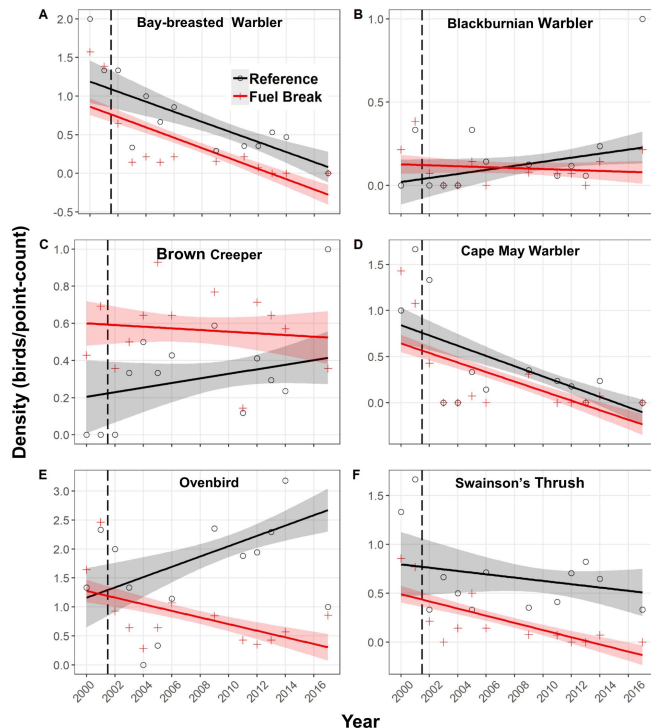 A
Bay-breasted Warbler
2.0
1.5
1.0
0.5
0.0
-0.5
Reference
Fuel Break
B
Blackburnian Warbler
1.0
0.5
0.0
C
Brown Creeper
1.0
0.8
0.6
0.4
0.2
0.0
D
Cape May Warbler
1.5
1.0
0.5
0.0
E
Ovenbird
3.0
2.5
2.0
1.5
1.0
0.5
0.0
F
Swainson's Thrush
1.5
1.0
0.5
0.0
Density (birds/point-count)
2000 2002 2004 2006 2008 2010 2012 2014 2016
2000 2002 2004 2006 2008 2010 2012 2014 2016
Year